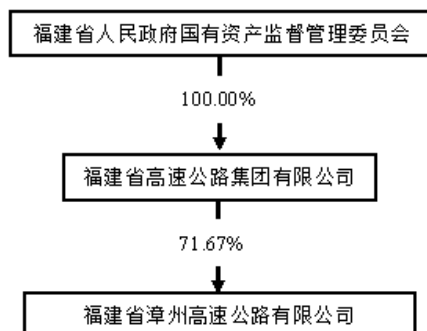 福建省人民政府国有资产监督管理委员会
100.00%
福建省高速公路集团有限公司
71.67%
福建省漳州高速公路有限公司